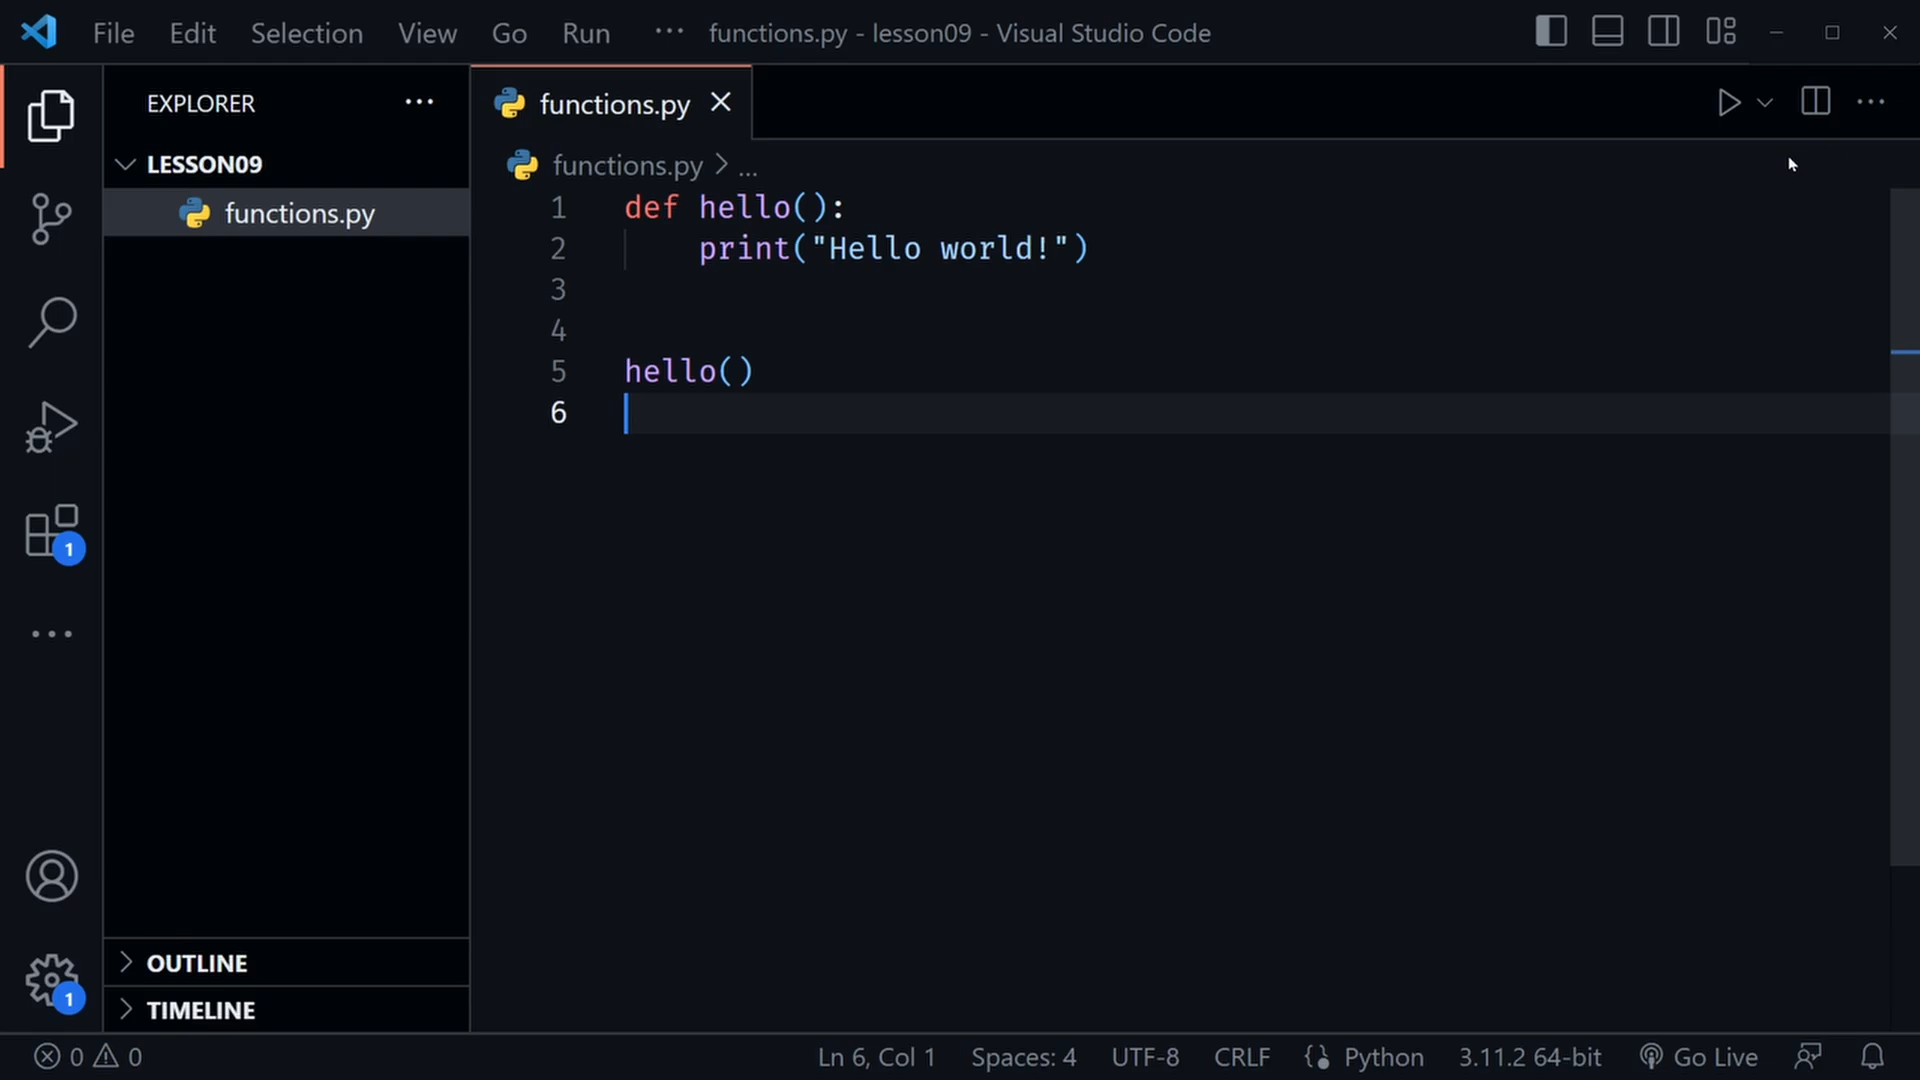 File Edit Selection View Go Run ··· functions.py - lesson09 - Visual Studio Code
EXPLORER ···
functions.py
LESSON09
functions.py
functions.py > ...
1 def hello():
2     print("Hello world!")
3
4
5 hello()
6
1
1
OUTLINE
TIMELINE
0 0 Ln 6, Col 1 Spaces: 4 UTF-8 CRLF Python 3.11.2 64-bit Go Live